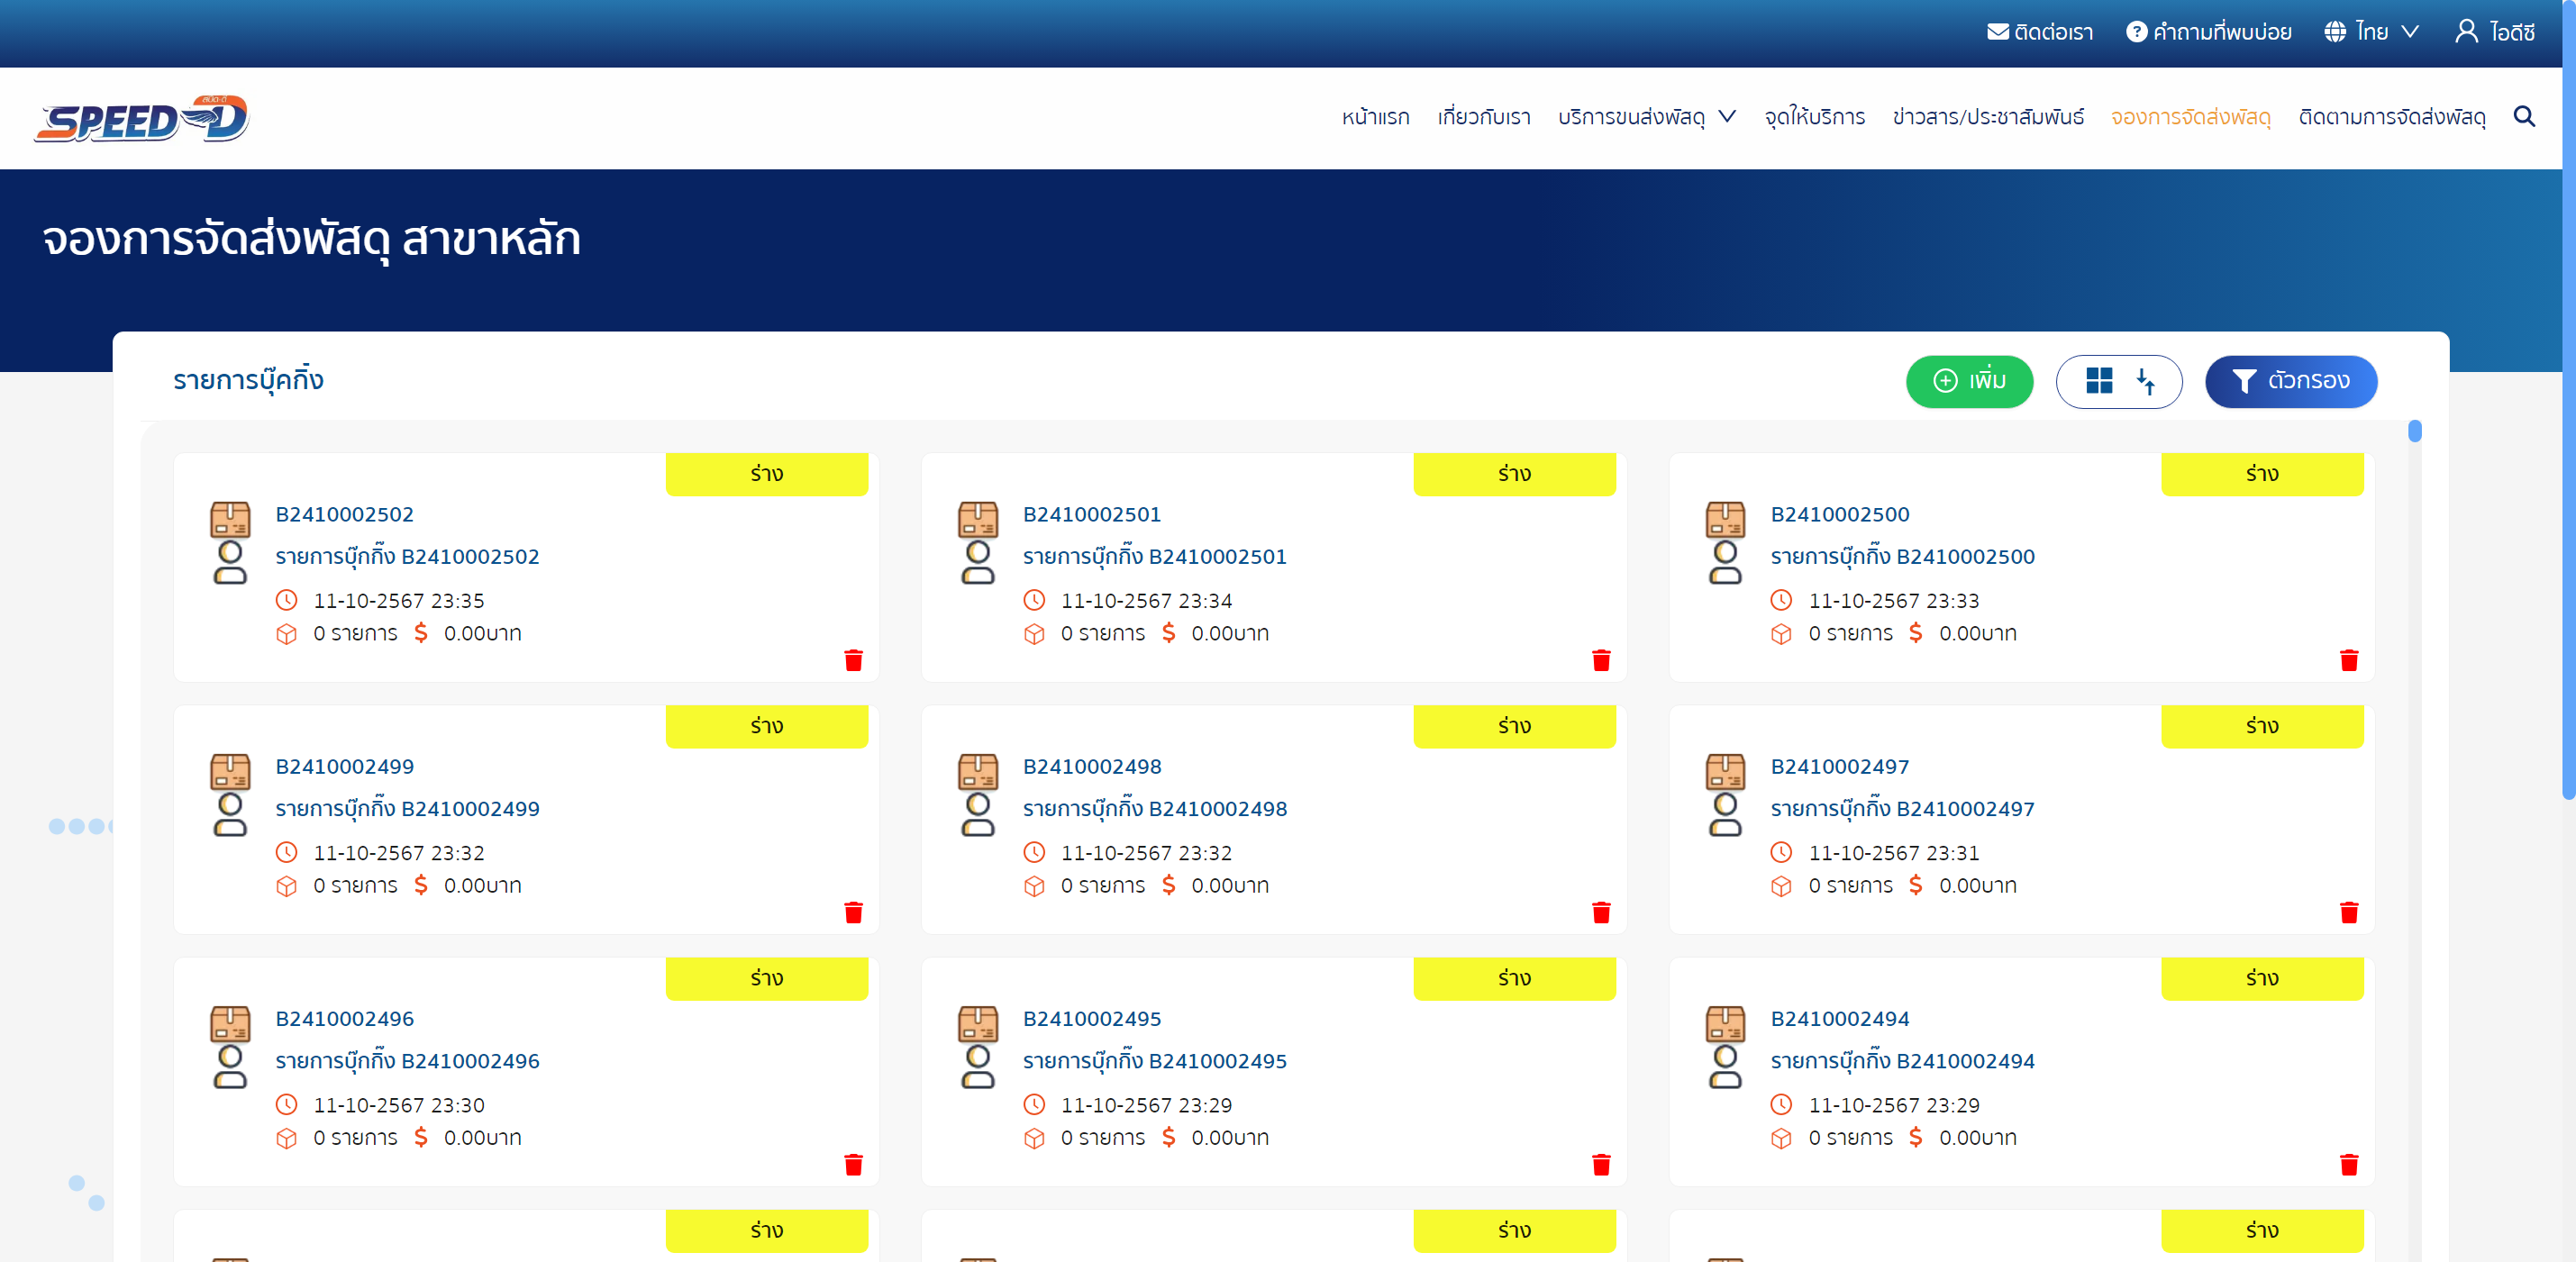 ติดต่อเรา คำถามที่พบบ่อย ไทย ไอดีซี
สปีด-ดี
SPEED-D
หน้าแรก เกี่ยวกับเรา บริการขนส่งพัสดุ จุดให้บริการ ข่าวสาร/ประชาสัมพันธ์ จองการจัดส่งพัสดุ ติดตามการจัดส่งพัสดุ
จองการจัดส่งพัสดุ สาขาหลัก
รายการบุ๊คกิ้ง เพิ่ม ตัวกรอง
ร่าง ร่าง ร่าง
B2410002502 B2410002501 B2410002500
รายการบุ๊กกิ๊ง B2410002502 รายการบุ๊กกิ๊ง B2410002501 รายการบุ๊กกิ๊ง B2410002500
11-10-2567 23:35 11-10-2567 23:34 11-10-2567 23:33
0 รายการ $ 0.00บาท 0 รายการ $ 0.00บาท 0 รายการ $ 0.00บาท
ร่าง ร่าง ร่าง
B2410002499 B2410002498 B2410002497
รายการบุ๊กกิ๊ง B2410002499 รายการบุ๊กกิ๊ง B2410002498 รายการบุ๊กกิ๊ง B2410002497
11-10-2567 23:32 11-10-2567 23:32 11-10-2567 23:31
0 รายการ $ 0.00บาท 0 รายการ $ 0.00บาท 0 รายการ $ 0.00บาท
ร่าง ร่าง ร่าง
B2410002496 B2410002495 B2410002494
รายการบุ๊กกิ๊ง B2410002496 รายการบุ๊กกิ๊ง B2410002495 รายการบุ๊กกิ๊ง B2410002494
11-10-2567 23:30 11-10-2567 23:29 11-10-2567 23:29
0 รายการ $ 0.00บาท 0 รายการ $ 0.00บาท 0 รายการ $ 0.00บาท
ร่าง ร่าง ร่าง